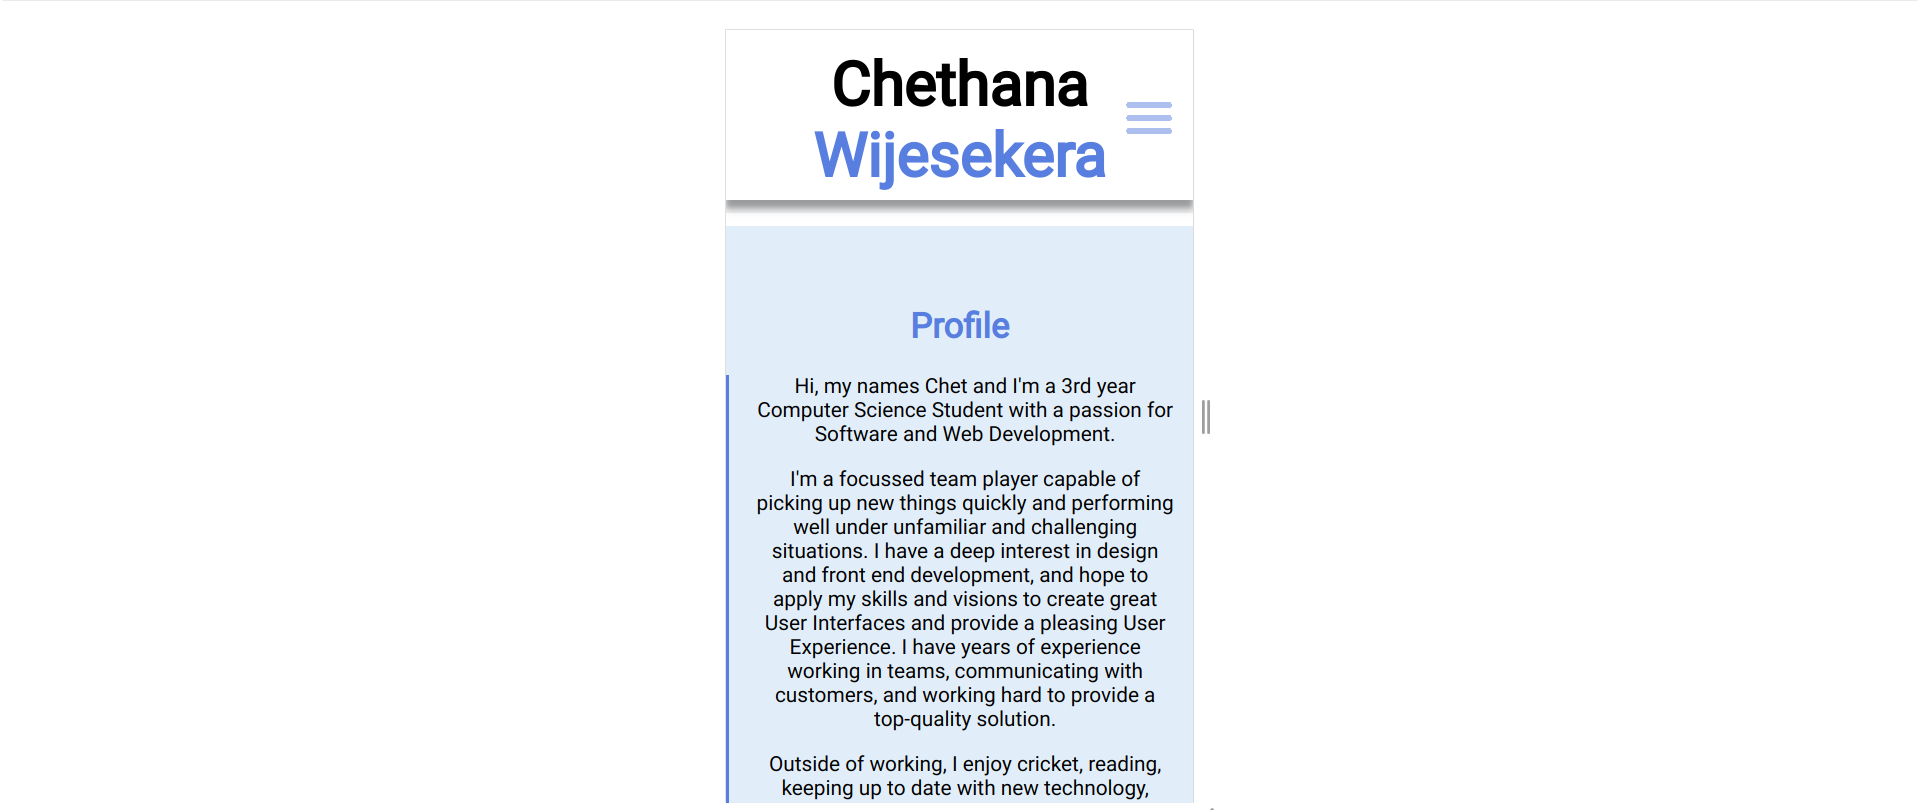 Chethana
Wijesekera
Profile
Hi, my names Chet and I'm a 3rd year
Computer Science Student with a passion for
Software and Web Development.
I'm a focussed team player capable of
picking up new things quickly and performing
well under unfamiliar and challenging
situations. I have a deep interest in design
and front end development, and hope to
apply my skills and visions to create great
User Interfaces and provide a pleasing User
Experience. I have years of experience
working in teams, communicating with
customers, and working hard to provide a
top-quality solution.
Outside of working, I enjoy cricket, reading,
keeping up to date with new technology,